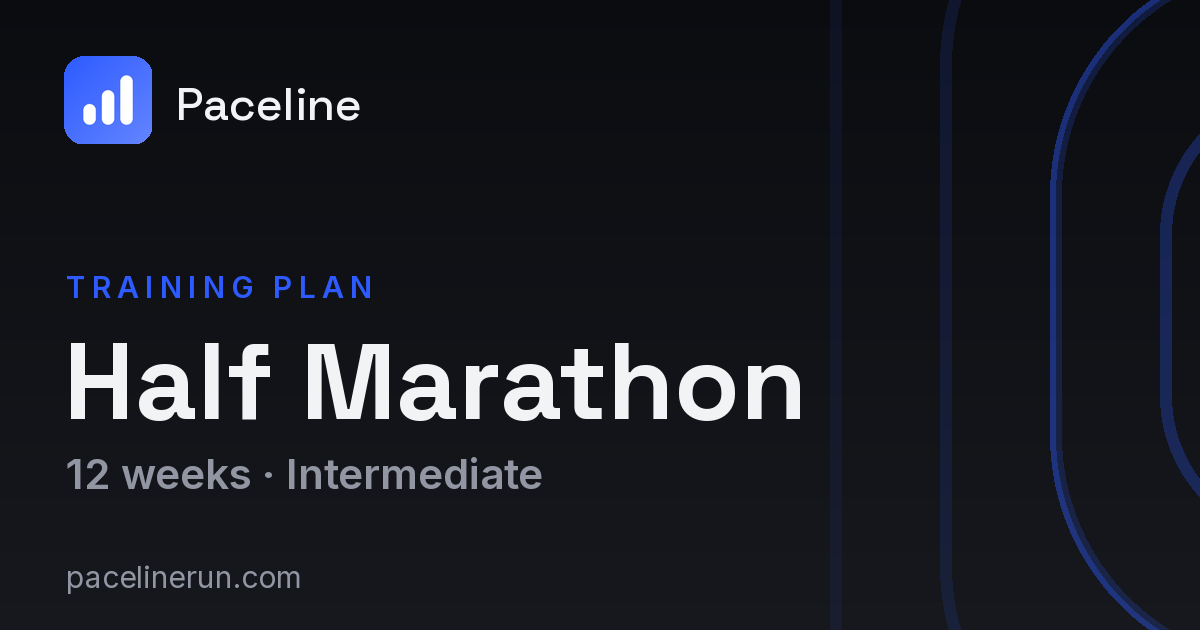 Paceline
TRAINING PLAN
Half Marathon
12 weeks · Intermediate
pacelinerun.com